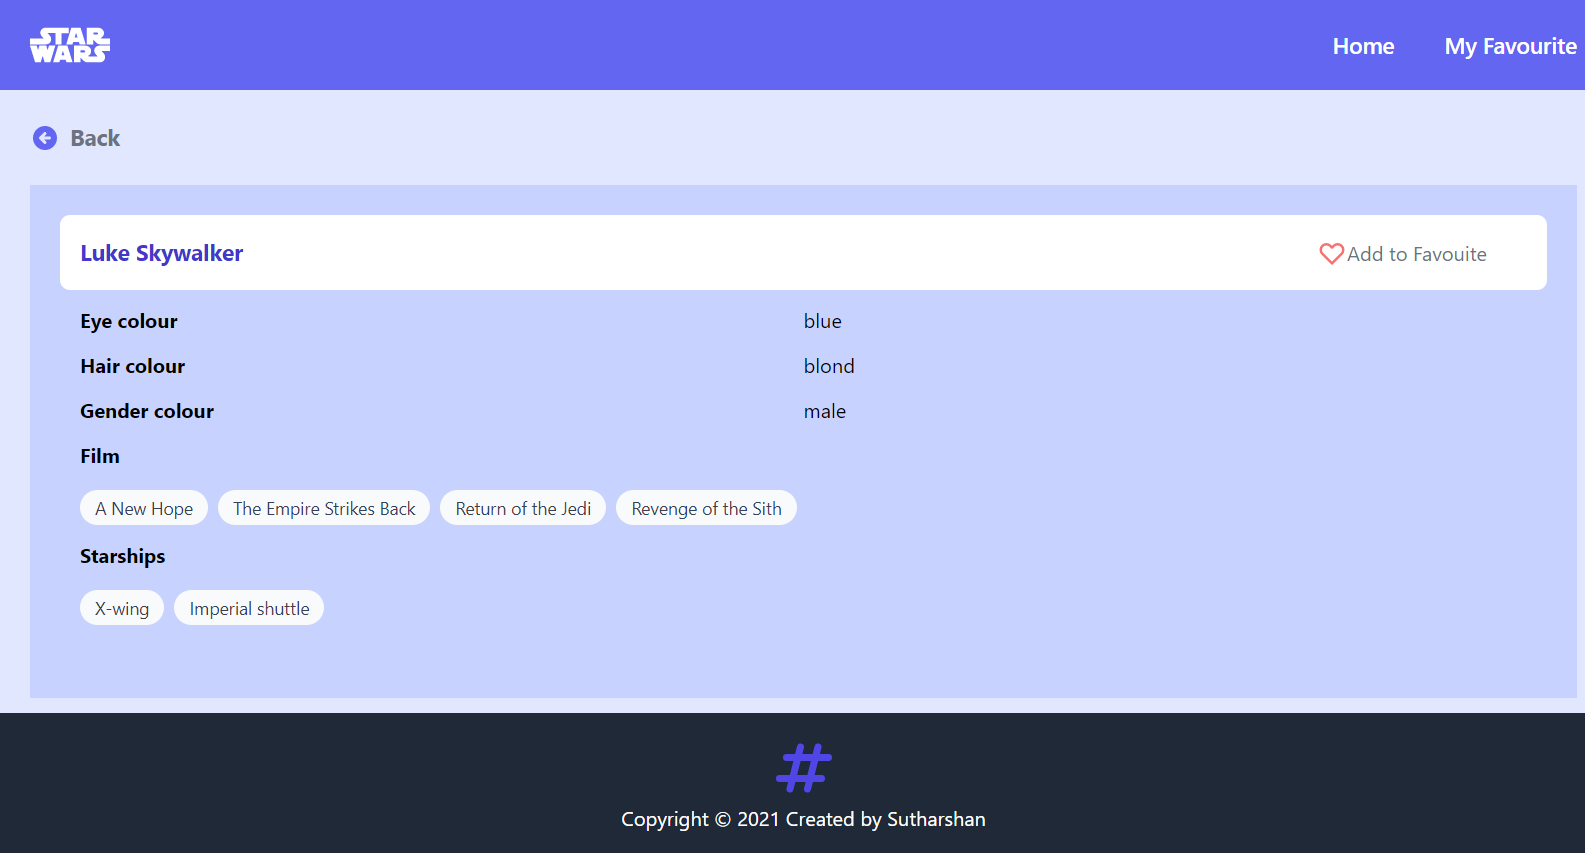 STAR
WARS
Home My Favourite
Back
Luke Skywalker
Add to Favouite
Eye colour blue
Hair colour blond
Gender colour male
Film
A New Hope The Empire Strikes Back Return of the Jedi Revenge of the Sith
Starships
X-wing Imperial shuttle
#
Copyright © 2021 Created by Sutharshan